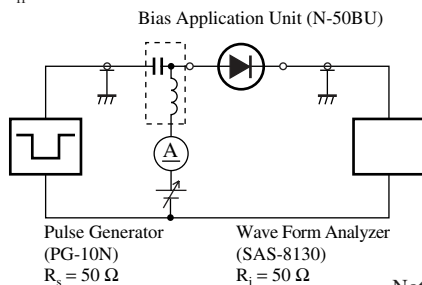 Bias Application Unit (N-50BU)
A
Pulse Generator
(PG-10N)
Rs = 50 Ω
Wave Form Analyzer
(SAS-8130)
Ri = 50 Ω